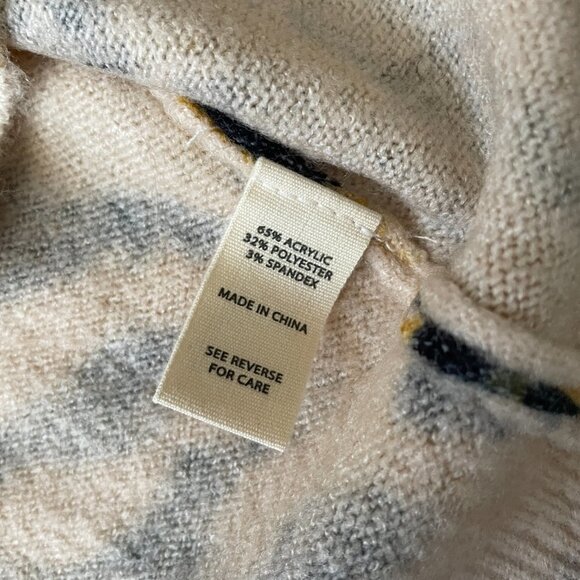 65% ACRYLIC
32% POLYESTER
3% SPANDEX
MADE IN CHINA
SEE REVERSE
FOR CARE